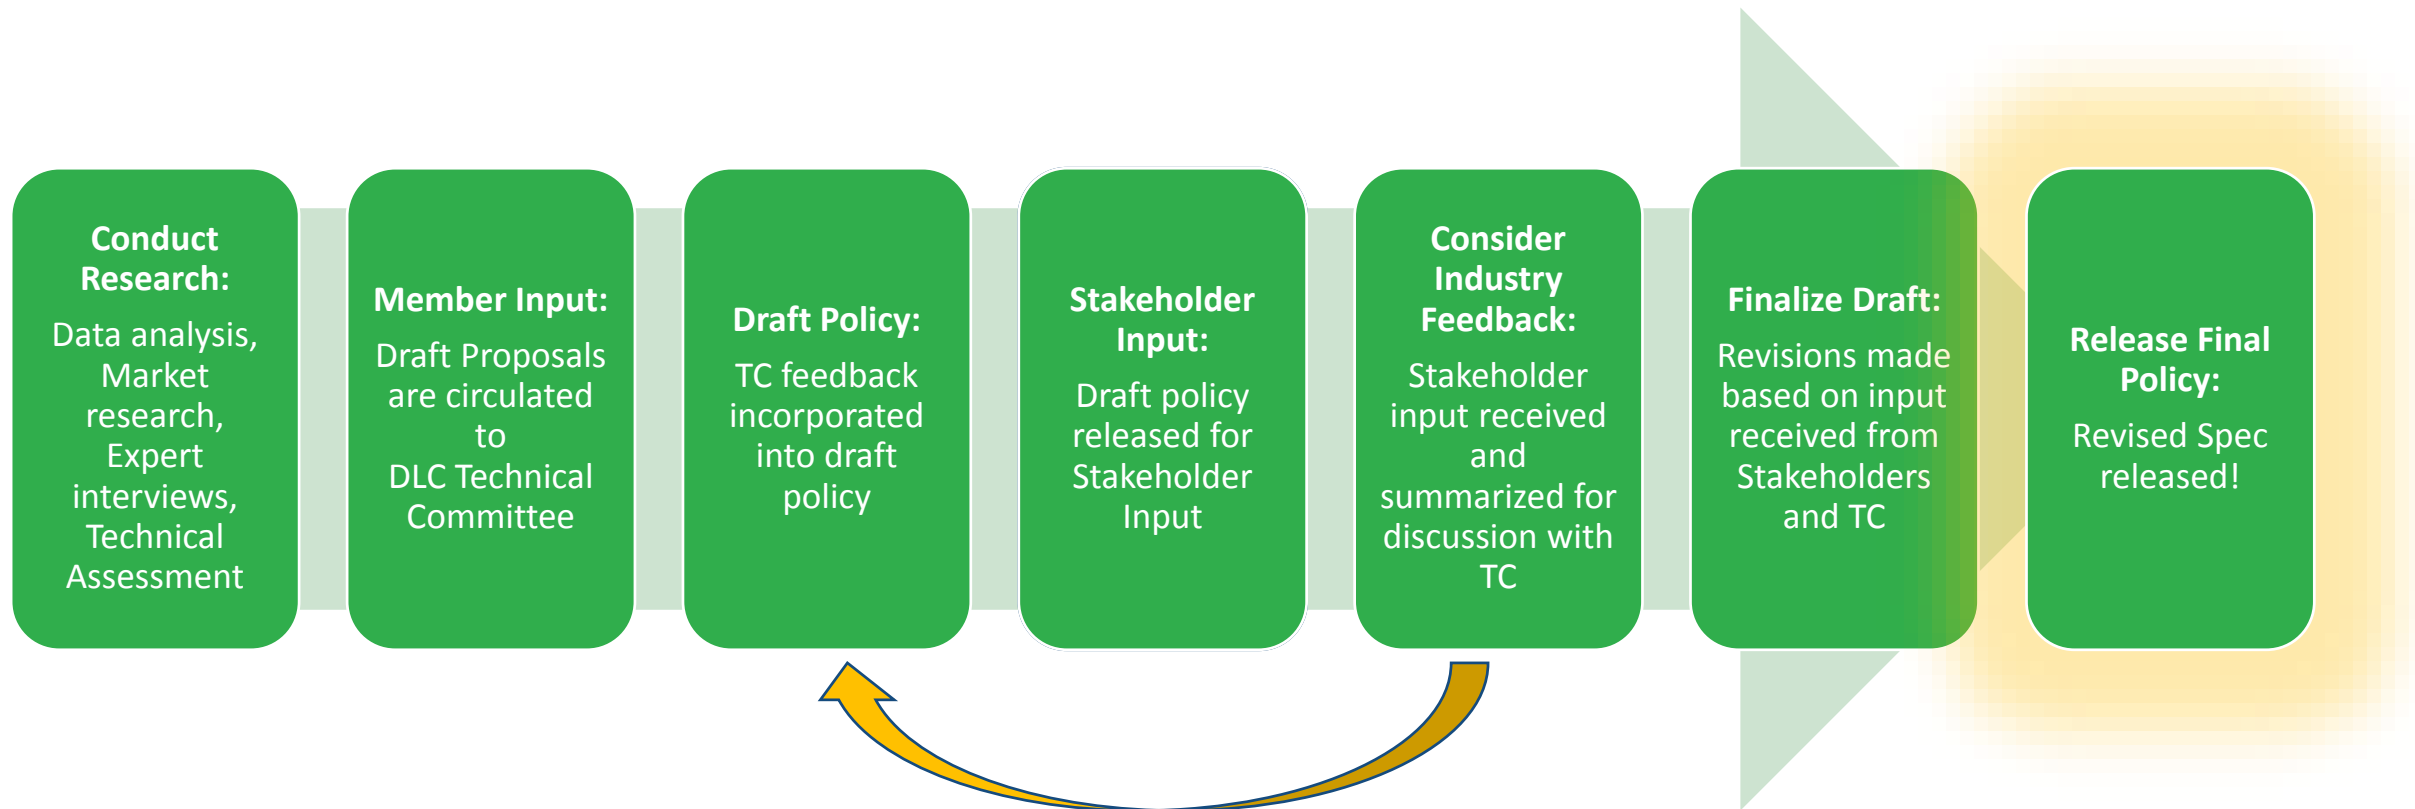 Conduct
Research:
Data analysis,
Market
research,
Expert
interviews,
Technical
Assessment
Member Input:
Draft Proposals
are circulated
to
DLC Technical
Committee
Draft Policy:
TC feedback
incorporated
into draft
policy
Stakeholder
Input:
Draft policy
released for
Stakeholder
Input
Consider
Industry
Feedback:
Stakeholder
input received
and
summarized for
discussion with
TC
Finalize Draft:
Revisions made
based on input
received from
Stakeholders
and TC
Release Final
Policy:
Revised Spec
released!